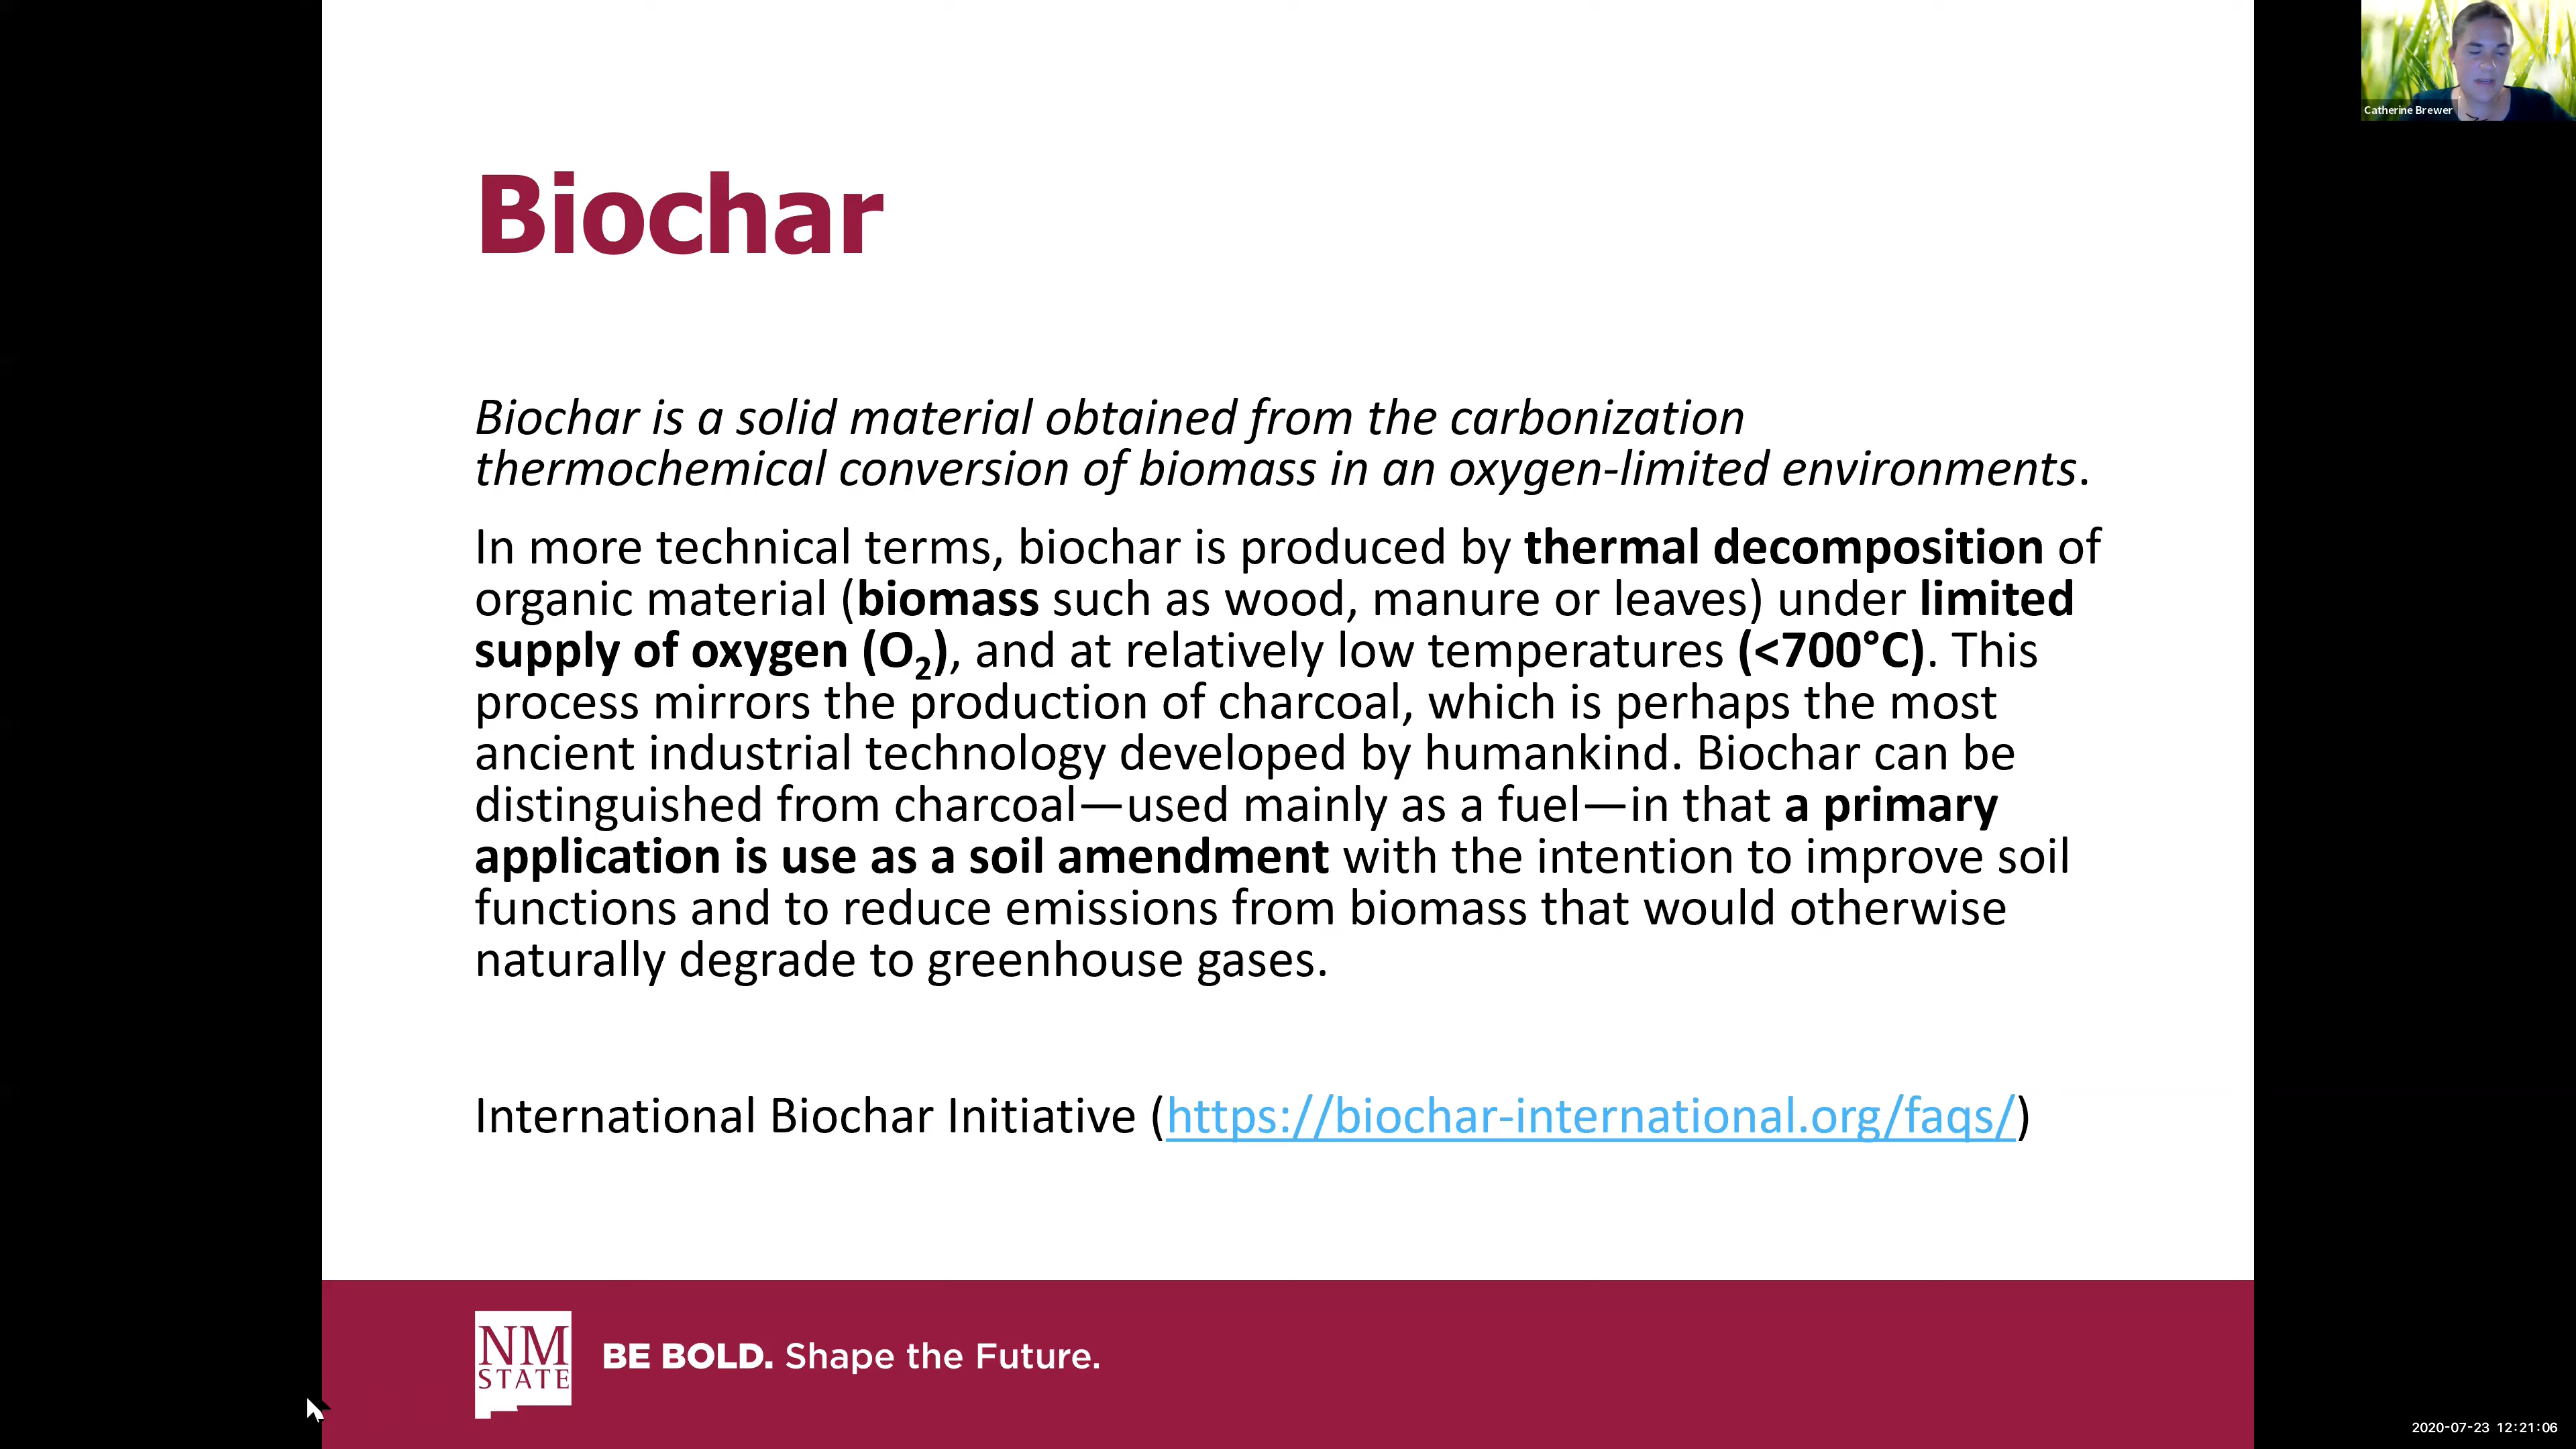 Catherine Brewer
Biochar
Biochar is a solid material obtained from the carbonization
thermochemical conversion of biomass in an oxygen-limited environments.
In more technical terms, biochar is produced by thermal decomposition of
organic material (biomass such as wood, manure or leaves) under limited
supply of oxygen (O₂), and at relatively low temperatures (<700°C). This
process mirrors the production of charcoal, which is perhaps the most
ancient industrial technology developed by humankind. Biochar can be
distinguished from charcoal—used mainly as a fuel—in that a primary
application is use as a soil amendment with the intention to improve soil
functions and to reduce emissions from biomass that would otherwise
naturally degrade to greenhouse gases.
International Biochar Initiative (https://biochar-international.org/faqs/)
NM
STATE
BE BOLD. Shape the Future.
2020-07-23 12:21:06